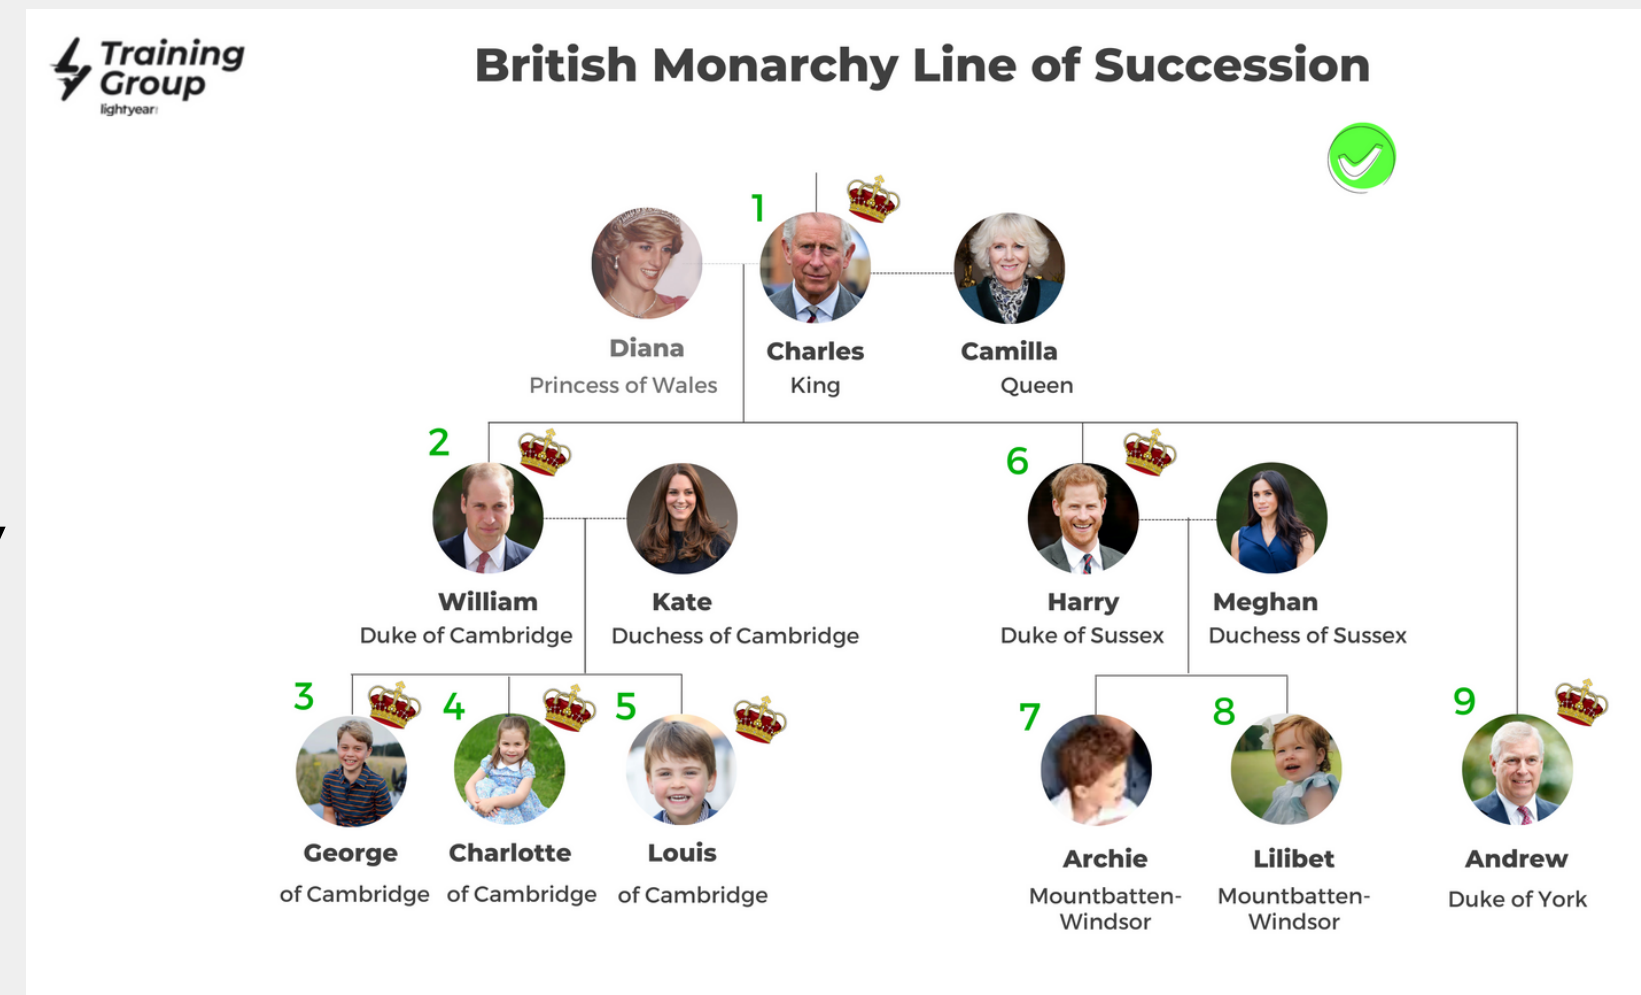 Training
Group
lightyear
British Monarchy Line of Succession
1
Diana
Princess of Wales
Charles
King
Camilla
Queen
2
6
William
Duke of Cambridge
Kate
Duchess of Cambridge
Harry
Duke of Sussex
Meghan
Duchess of Sussex
3
4
5
7
8
9
George
of Cambridge
Charlotte
of Cambridge
Louis
of Cambridge
Archie
Mountbatten-
Windsor
Lilibet
Mountbatten-
Windsor
Andrew
Duke of York